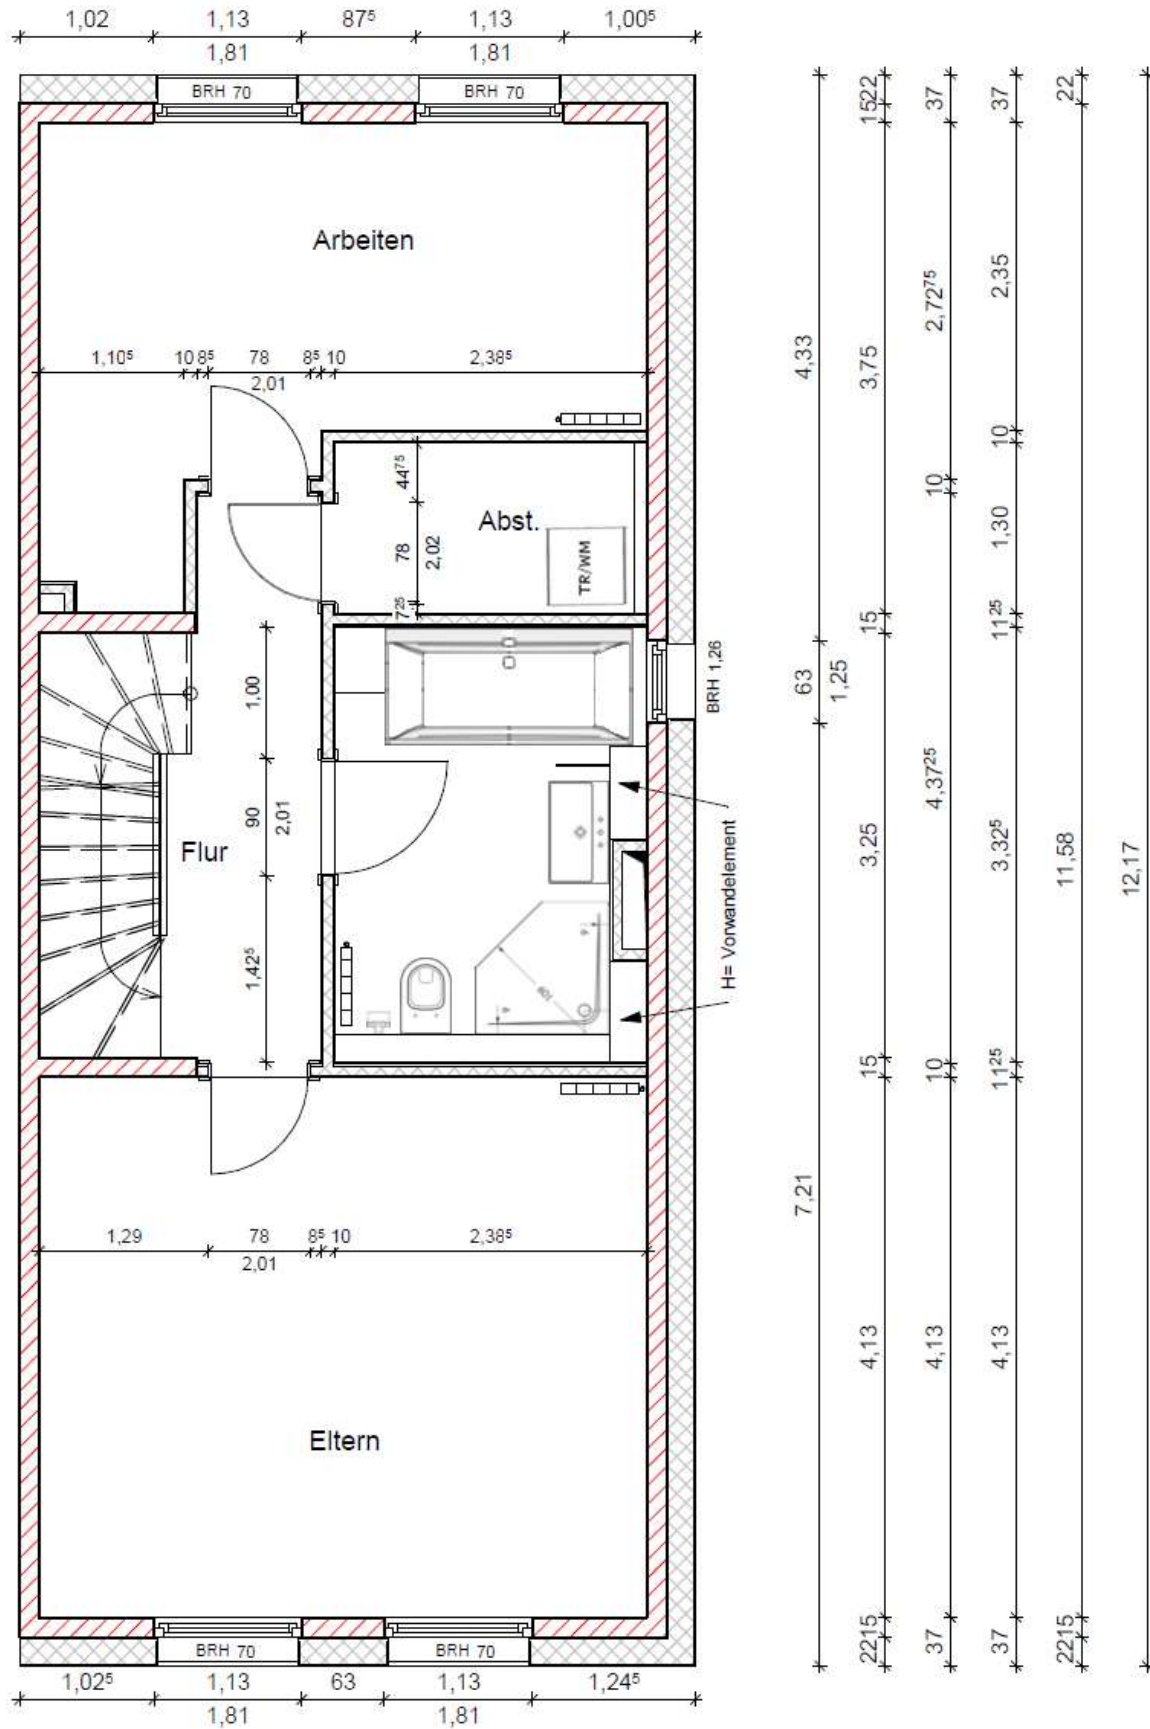 1,02 1,13 87⁵ 1,13 1,00⁵
1,81 1,81
BRH 70 BRH 70
1522 37 37 22
Arbeiten
2,35
2,72⁷⁵
4,33 3,75
1,10⁵ 10 8⁵ 78 8⁵ 10 2,38⁵
2,01
10
44⁷⁵
10
Abst.
1,30
78 2,02
TR/WM
7²⁵
15 11²⁵
BRH 1,26
63 1,25
1,00
4,37²⁵
90 2,01
Flur
3,25 3,32⁵ 11,58 12,17
H= Vorwandelement
1,42⁵
15 10 11²⁵
7,21
1,29 78 8⁵ 10 2,38⁵
2,01
4,13 4,13 4,13
Eltern
2215 37 37 2215
BRH 70 BRH 70
1,02⁵ 1,13 63 1,13 1,24⁵
1,81 1,81